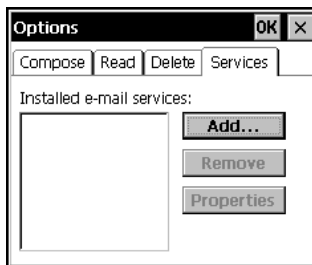 Options OK ×
Compose Read Delete Services
Installed e-mail services:
Add...
Remove
Properties